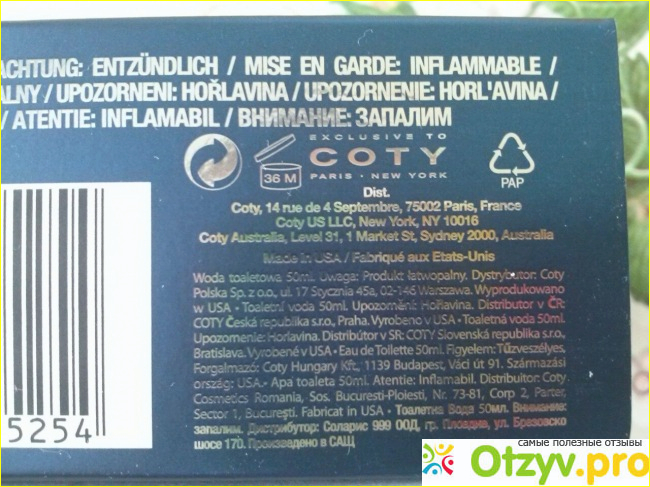 ACHTUNG: ENTZÜNDLICH / MISE EN GARDE: INFLAMMABLE /
ALNY / UPOZORNENI: HOŘLAVINA / UPOZORNENIE: HORL'AVINA /
/ ATENTIE: INFLAMABIL / ВНИМАНИЕ: ЗАПАЛИМ
EXCLUSIVE TO
COTY
PARIS · NEW YORK
36 M
PAP
Dist.
Coty, 14 rue de 4 Septembre, 75002 Paris, France
Coty US LLC, New York, NY 10016
Coty Australia, Level 31, 1 Market St, Sydney 2000, Australia
Made in USA / Fabriqué aux Etats-Unis
Woda toaletowa 50ml. Uwaga: Produkt łatwopalny. Dystrybutor: Coty
Polska Sp. z o.o., ul. 17 Stycznia 45a, 02-146 Warszawa. Wyprodukowano
w USA • Toaletní voda 50ml. Upozornění: Hořlavina. Distributor v ČR:
COTY Česká republika s.r.o., Praha. Vyrobeno v USA • Toaletná voda 50ml.
Upozornenie: Horlavina. Distribútor v SR: COTY Slovenská republika s.r.o.,
Bratislava. Vyrobené v USA • Eau de Toilette 50ml. Figyelem: Tűzveszélyes.
Forgalmazó: Coty Hungary Kft., 1139 Budapest, Váci út 91. Származási
ország: USA • Apa toaleta 50ml. Atentie: Inflamabil. Distribuitor: Coty
Cosmetics Romania, Sos. Bucuresti-Ploiesti, Nr. 73-81, Corp 2, Parter,
Sector 1, Bucureşti. Fabricat in USA • Тоалетна Вода 50мл. Внимание:
запалим. Дистрибутор: Соларис 999 ООД, гр. Пловдив, ул. Брезовско
шосе 170. Произведено в САЩ
5254
самые полезные отзывы
Otzyv.pro